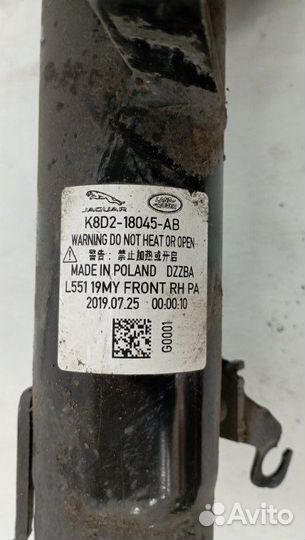 JAGUAR
LAND ROVER
K8D2-18045-AB
WARNING DO NOT HEAT OR OPEN
警告: 禁止加热或开启
MADE IN POLAND DZZBA
L551 19MY FRONT RH PA
2019.07.25 00:00:10
G0001
Avito